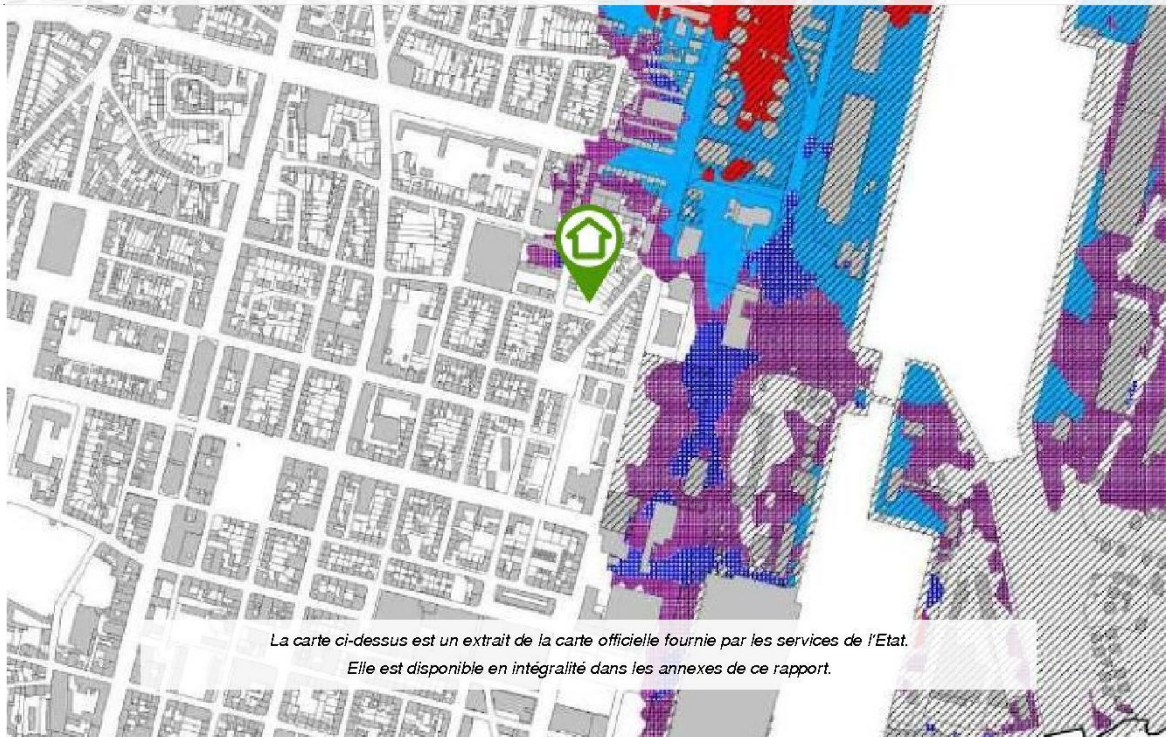 La carte ci-dessus est un extrait de la carte officielle fournie par les services de l'Etat.
Elle est disponible en intégralité dans les annexes de ce rapport.